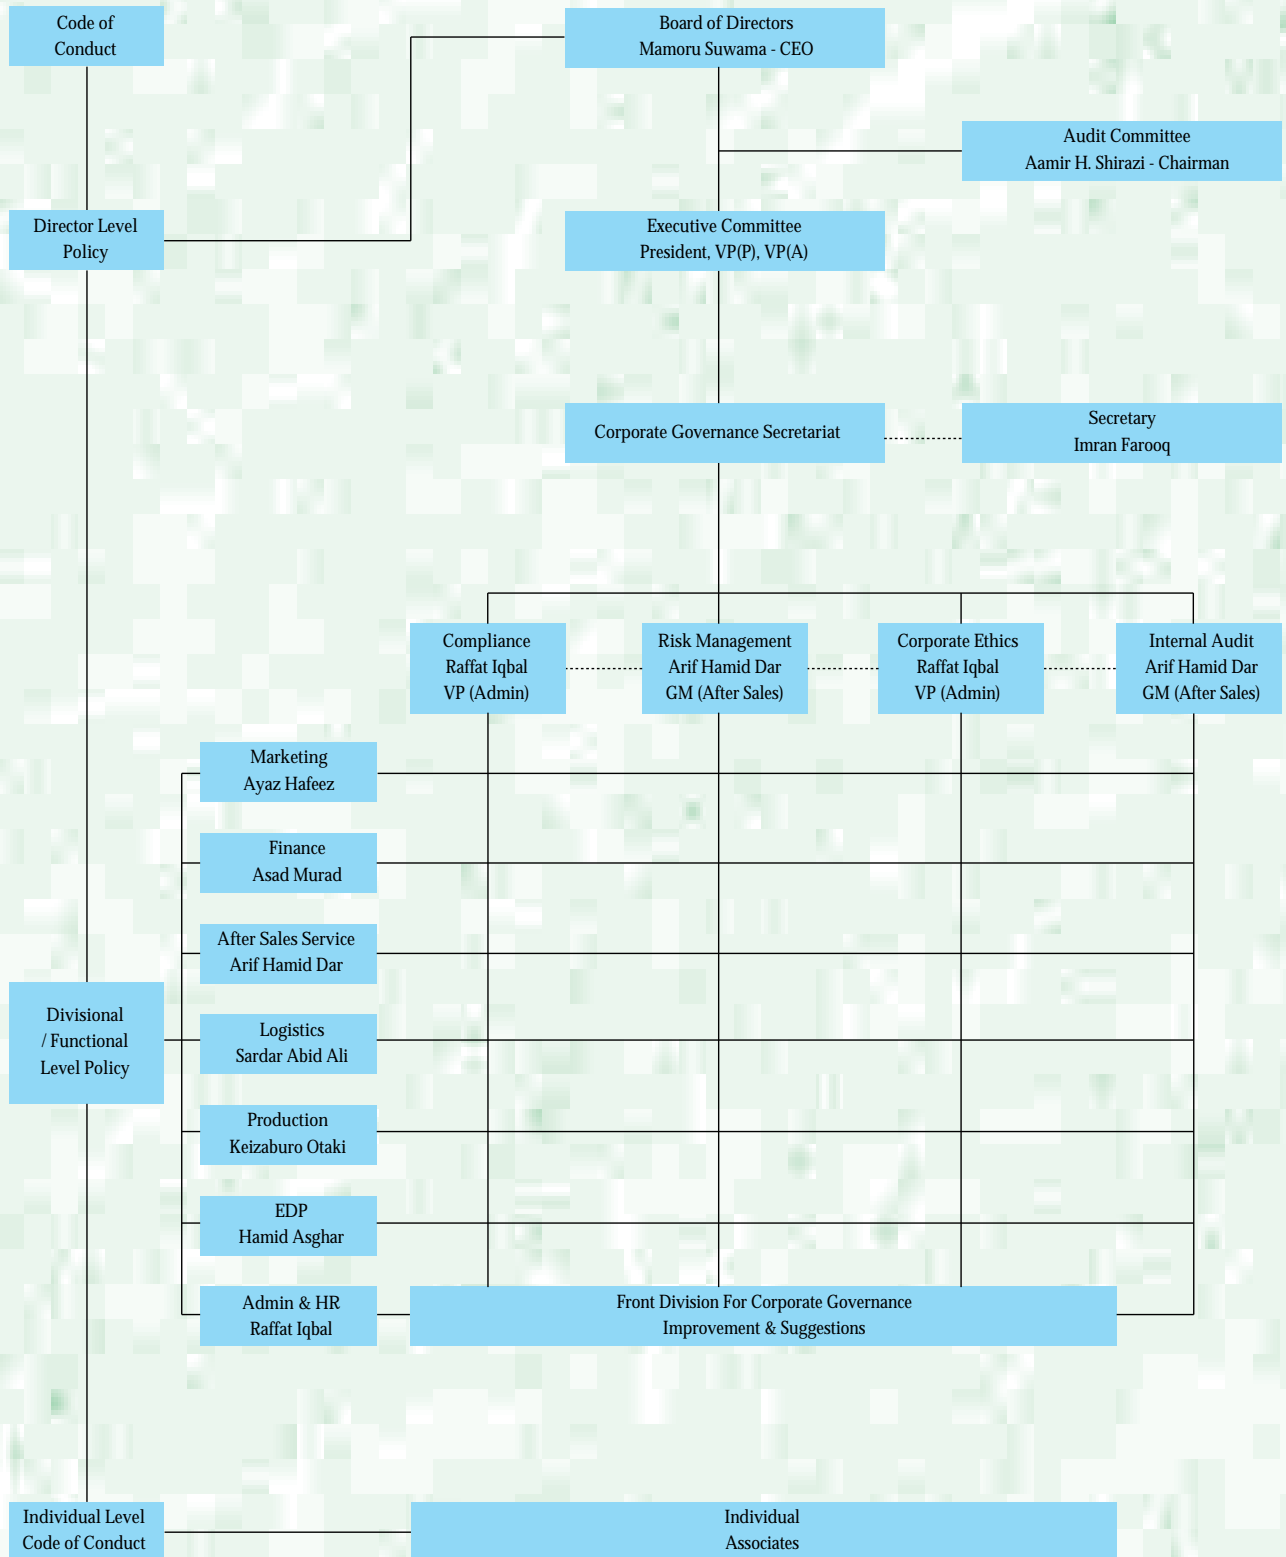 Code of
Conduct
Board of Directors
Mamoru Suwama - CEO
Audit Committee
Aamir H. Shirazi - Chairman
Director Level
Policy
Executive Committee
President, VP(P), VP(A)
Corporate Governance Secretariat
Secretary
Imran Farooq
Compliance
Raffat Iqbal
VP (Admin)
Risk Management
Arif Hamid Dar
GM (After Sales)
Corporate Ethics
Raffat Iqbal
VP (Admin)
Internal Audit
Arif Hamid Dar
GM (After Sales)
Marketing
Ayaz Hafeez
Finance
Asad Murad
After Sales Service
Arif Hamid Dar
Divisional
/ Functional
Level Policy
Logistics
Sardar Abid Ali
Production
Keizaburo Otaki
EDP
Hamid Asghar
Admin & HR
Raffat Iqbal
Front Division For Corporate Governance
Improvement & Suggestions
Individual Level
Code of Conduct
Individual
Associates